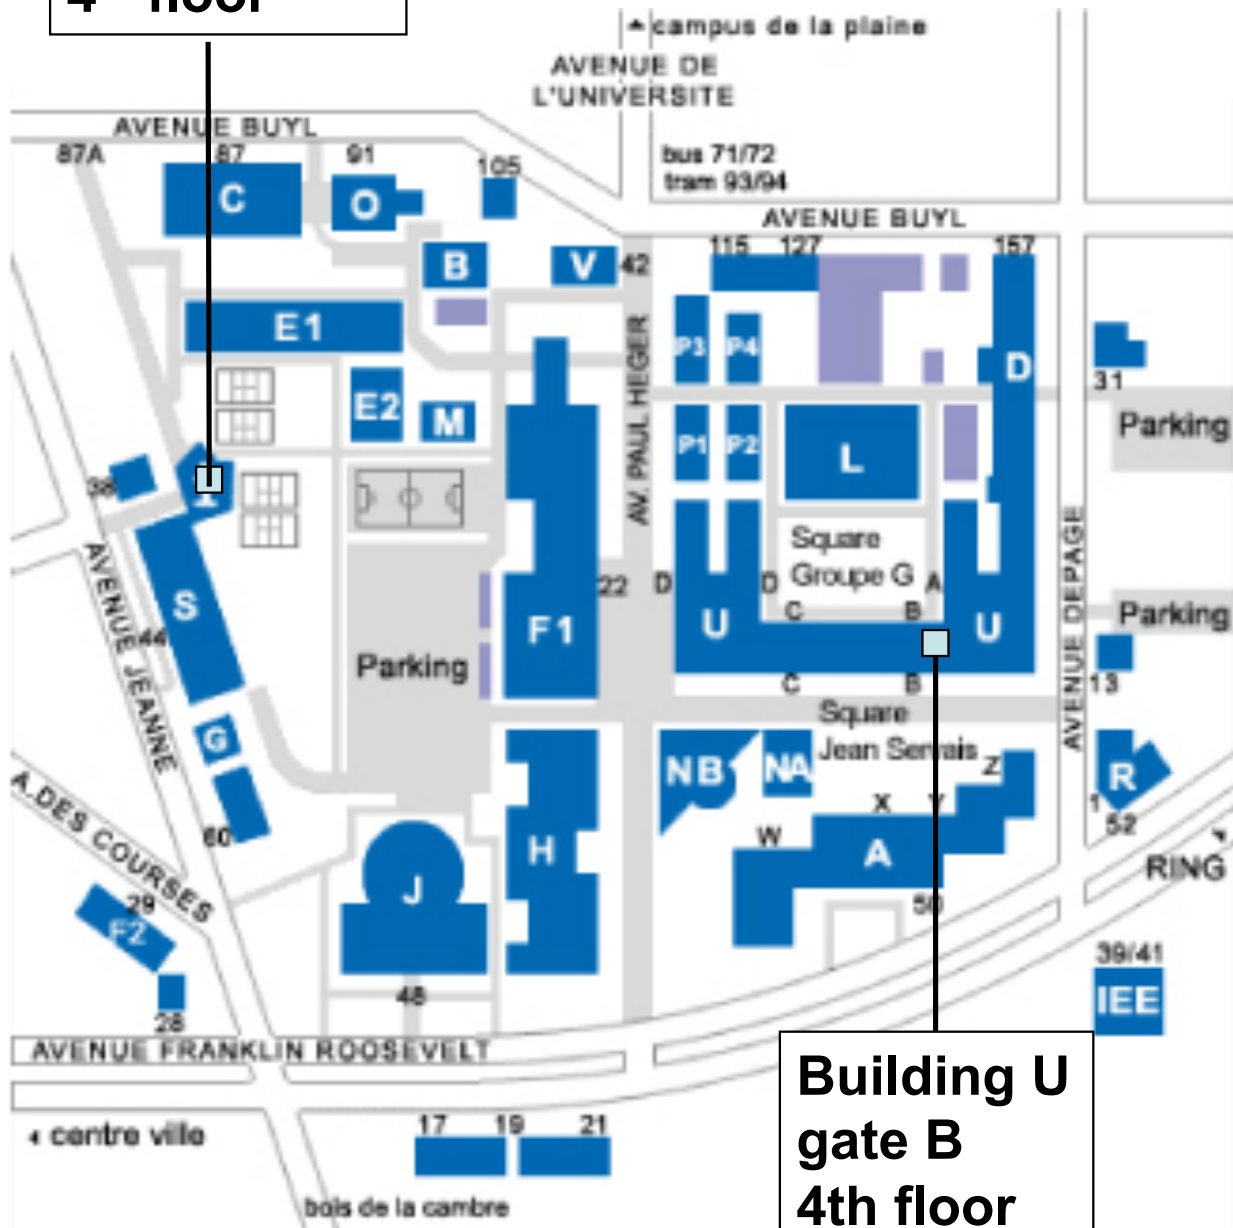 4th floor
campus de la plaine
AVENUE DE
L'UNIVERSITE
AVENUE BUYL
87A
87
91
105
bus 71/72
tram 93/94
C
O
AVENUE BUYL
115
127
157
B
V
42
E1
P3
P4
D
AV. PAUL HEGER
31
E2
M
P1
P2
L
Parking
38
I
Square
Groupe G
AVENUE DEPAGE
AVENUE JEANNE
S
44
22
D
D
A
C
B
F1
U
U
Parking
Parking
C
B
13
Square
Jean Servais
G
NB
NA
Z
R
A.DES COURSES
X
Y
1
52
60
W
H
A
RING
J
29
F2
50
48
39/41
IEE
28
AVENUE FRANKLIN ROOSEVELT
Building U
gate B
4th floor
17
19
21
centre ville
bois de la cambre